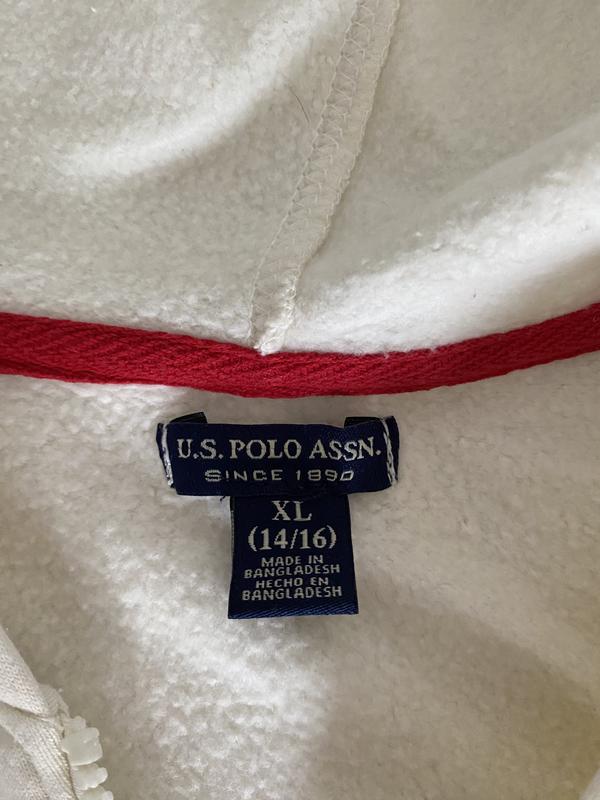 U.S. POLO ASSN.
SINCE 1890
XL
(14/16)
MADE IN
BANGLADESH
HECHO EN
BANGLADESH